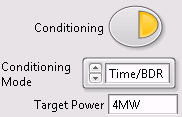 Conditioning
Conditioning
Mode
Time/BDR
Target Power 4MW